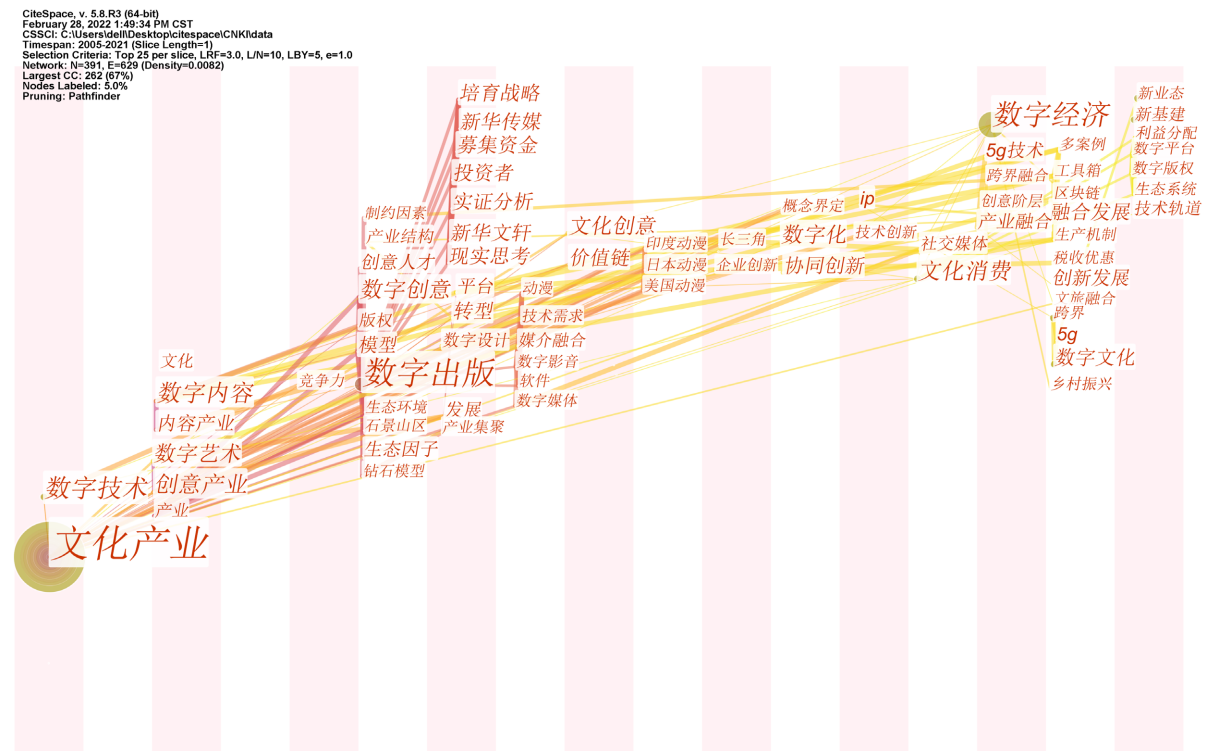 CiteSpace, v. 5.8.R3 (64-bit)
February 28, 2022 1:49:34 PM CST
CSSCI: C:\Users\dell\Desktop\citespace\CNKI\data
Timespan: 2005-2021 (Slice Length=1)
Selection Criteria: Top 25 per slice, LRF=3.0, L/N=10, LBY=5, e=1.0
Network: N=391, E=629 (Density=0.0082)
Largest CC: 262 (67%)
Nodes Labeled: 5.0%
Pruning: Pathfinder
文化产业
数字技术
文化
数字内容
内容产业
数字艺术
创意产业
产业
竞争力
制约因素
产业结构
创意人才
数字创意
版权
模型
数字出版
生态环境
石景山区
生态因子
钻石模型
培育战略
新华传媒
募集资金
投资者
实证分析
新华文轩
现实思考
平台
转型
数字设计
发展
产业集聚
动漫
技术需求
媒介融合
数字影音
软件
数字媒体
文化创意
价值链
印度动漫
日本动漫
美国动漫
长三角
企业创新
概念界定
数字化
协同创新
ip
技术创新
社交媒体
文化消费
数字经济
5g技术
跨界融合
创意阶层
产业融合
多案例
工具箱
区块链
融合发展
生产机制
税收优惠
创新发展
文旅融合
跨界
5g
数字文化
乡村振兴
新业态
新基建
利益分配
数字平台
数字版权
生态系统
技术轨道